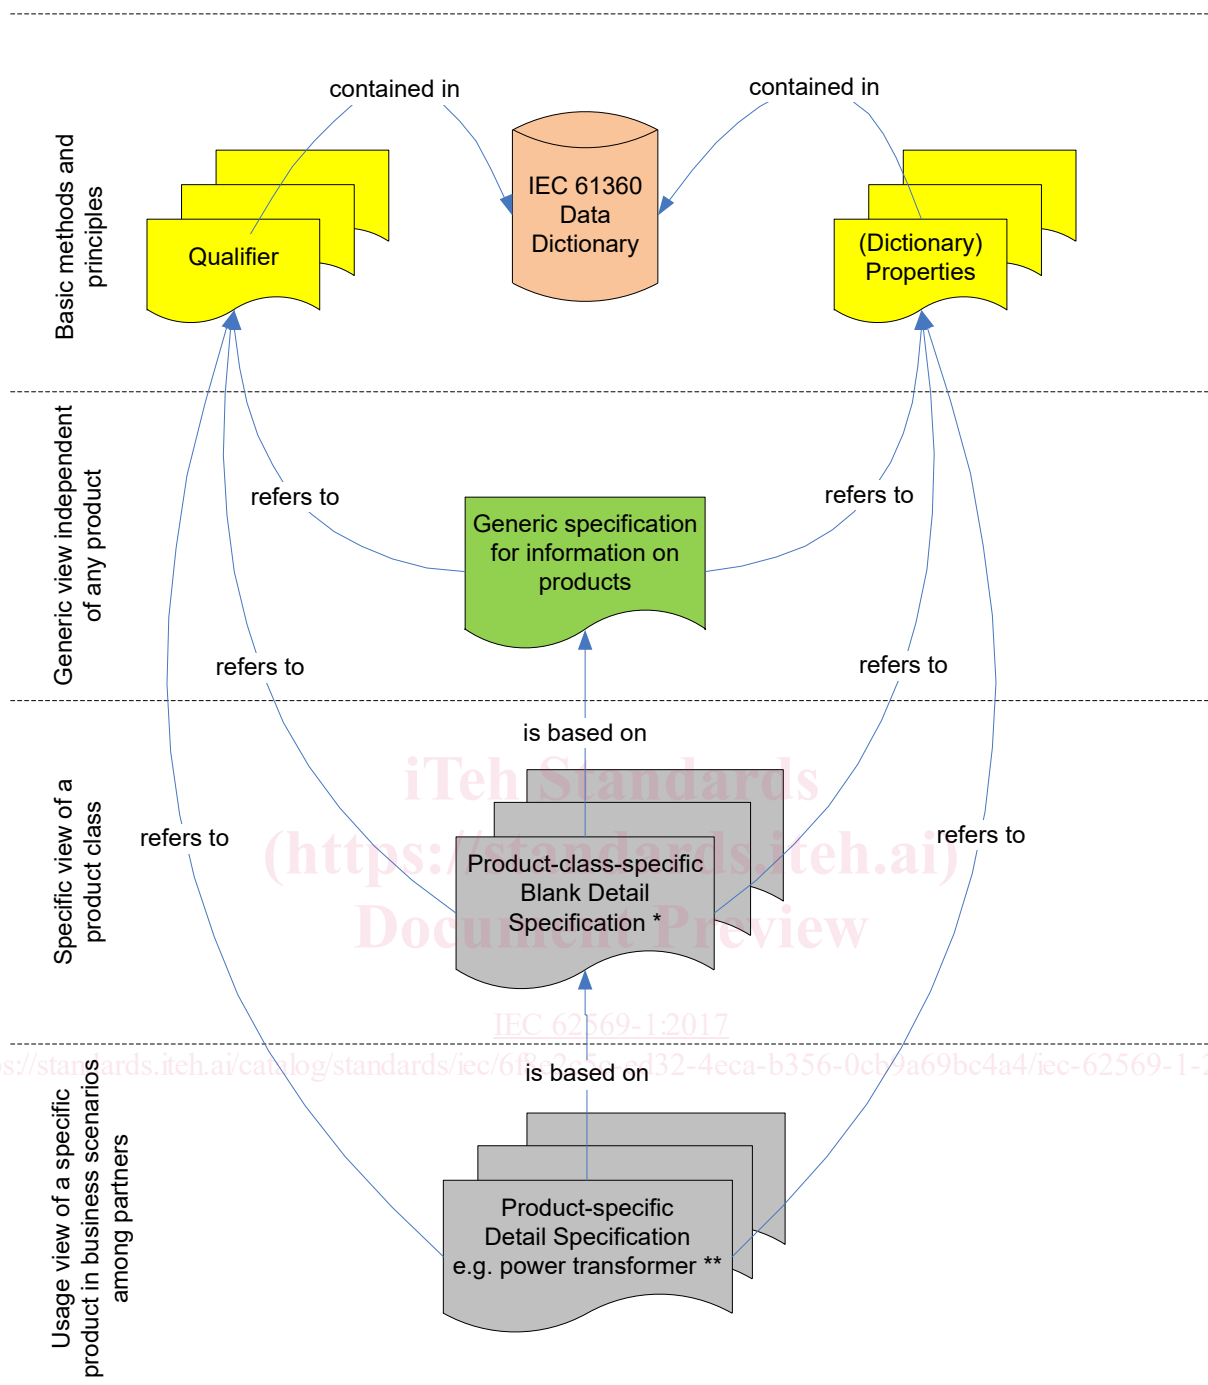 contained in
contained in
Basic methods and
principles
IEC 61360
Data
Dictionary
Qualifier
(Dictionary)
Properties
Generic view independent
of any product
refers to
refers to
Generic specification
for information on
products
refers to
refers to
is based on
Specific view of a
product class
iTeh Standards
refers to
refers to
(https://standards.iteh.ai)
Product-class-specific
Blank Detail
Specification *
Document Preview
IEC 62569-1:2017
is based on
Usage view of a specific
product in business scenarios
among partners
Product-specific
Detail Specification
e.g. power transformer **